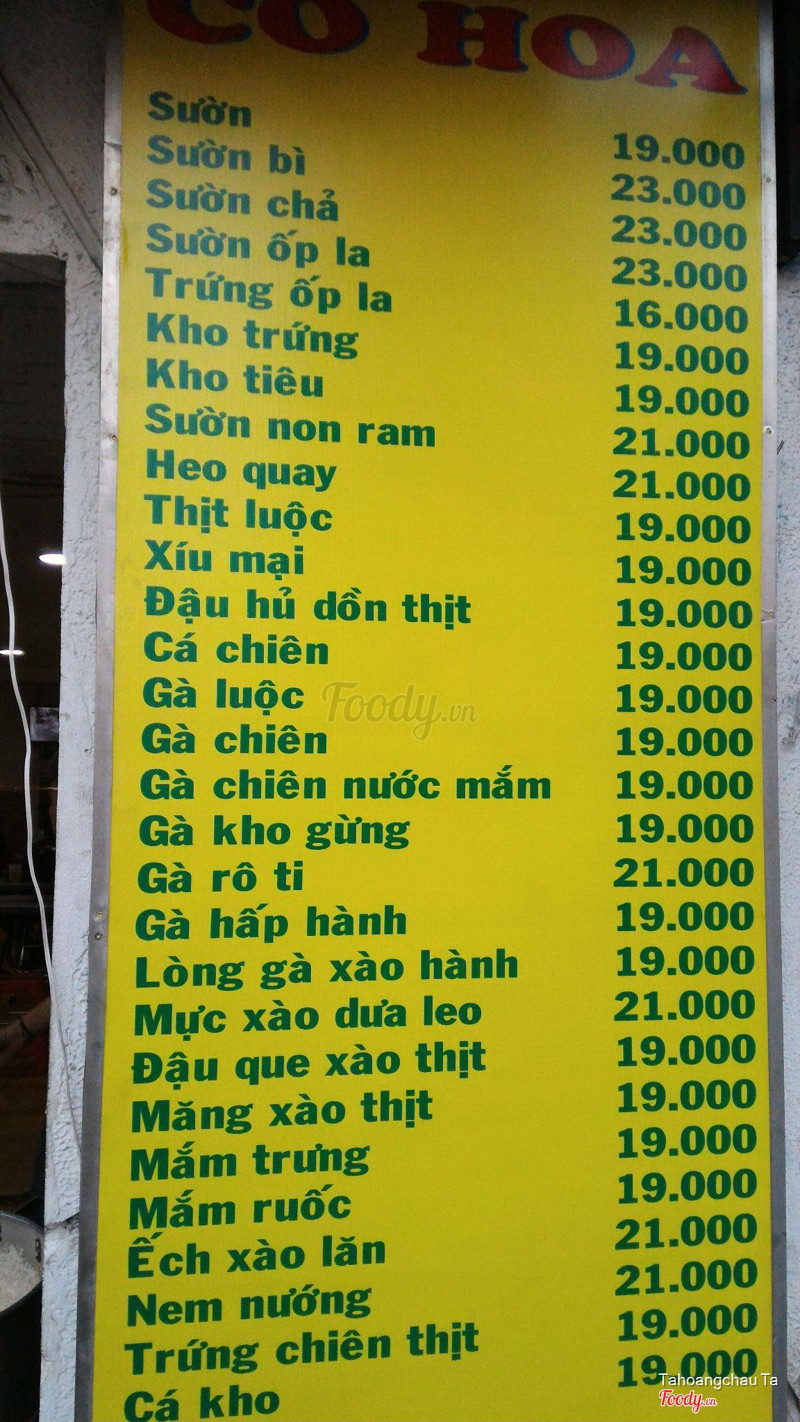 CO HOA
Sườn 19.000
Sườn bì 23.000
Sườn chả 23.000
Sườn ốp la 23.000
Trứng ốp la 16.000
Kho trứng 19.000
Kho tiêu 19.000
Sườn non ram 21.000
Heo quay 21.000
Thịt luộc 19.000
Xíu mại 19.000
Đậu hủ dồn thịt 19.000
Cá chiên 19.000
Gà luộc 19.000
Gà chiên 19.000
Gà chiên nước mắm 19.000
Gà kho gừng 19.000
Gà rô ti 21.000
Gà hấp hành 19.000
Lòng gà xào hành 19.000
Mực xào dưa leo 21.000
Đậu que xào thịt 19.000
Măng xào thịt 19.000
Mắm trưng 19.000
Mắm ruốc 19.000
Ếch xào lăn 21.000
Nem nướng 21.000
Trứng chiên thịt 19.000
Cá kho 19.000
Foody.vn
Tahoangchau Ta
Foody.vn